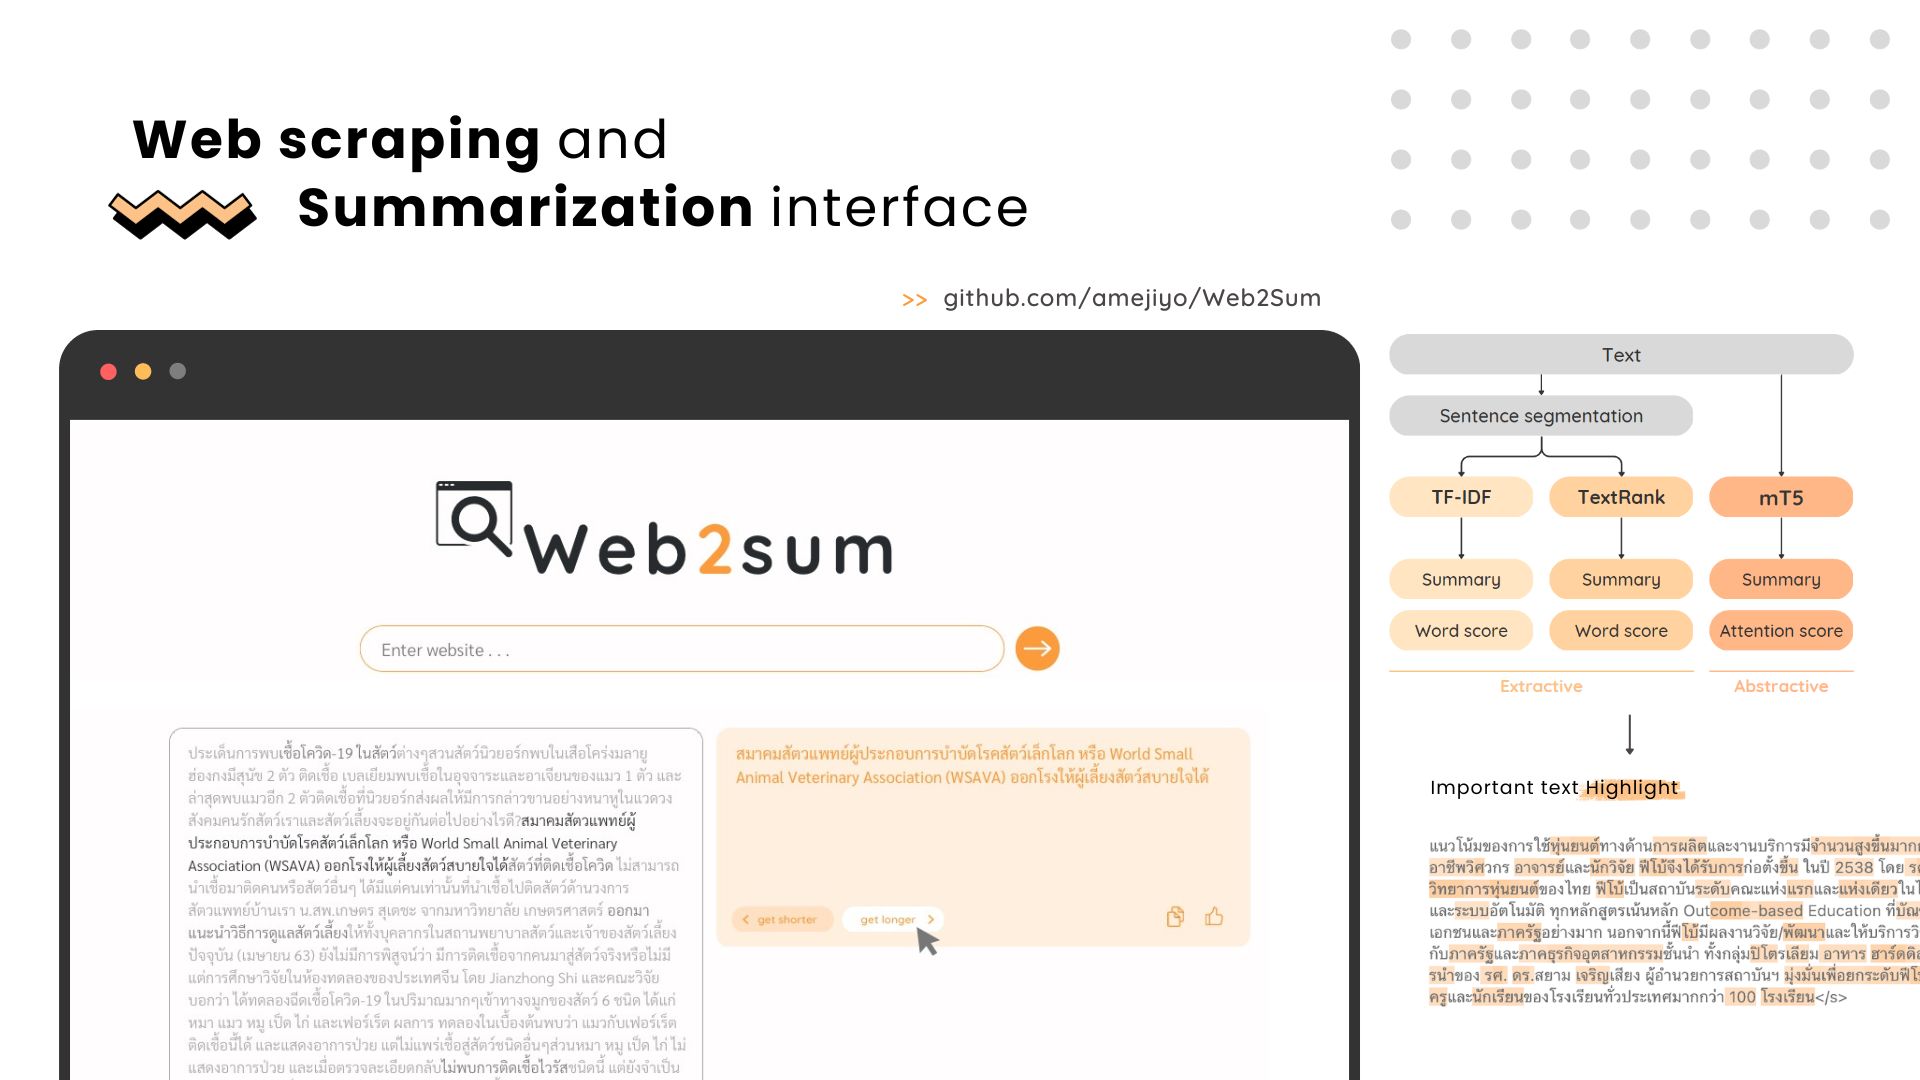 Web scraping and
Summarization interface
>> github.com/amejiyo/Web2Sum
Web2sum
Enter website . . .
ประเด็นการพบเชื้อโควิด-19 ในสัตว์ต่างๆสวนสัตว์นิวยอร์กพบในเสือโคร่งมลายู
ฮ่องกงมีสุนัข 2 ตัว ติดเชื้อ เบลเยียมพบเชื้อในอุจจาระและอาเจียนของแมว 1 ตัว และ
ล่าสุดพบแมวอีก 2 ตัวติดเชื้อที่นิวยอร์กส่งผลให้มีการกล่าวขานอย่างหนาหูในแวดวง
สังคมคนรักสัตว์เราและสัตว์เลี้ยงจะอยู่กันต่อไปอย่างไรดี?สมาคมสัตวแพทย์ผู้
ประกอบการบำบัดโรคสัตว์เล็กโลก หรือ World Small Animal Veterinary
Association (WSAVA) ออกโรงให้ผู้เลี้ยงสัตว์สบายใจได้สัตว์ที่ติดเชื้อโควิด ไม่สามารถ
นำเชื้อมาติดคนหรือสัตว์อื่นๆ ได้มีแต่คนเท่านั้นที่นำเชื้อไปติดสัตว์ด้านวงการ
สัตวแพทย์บ้านเรา น.สพ.เกษตร สุเตชะ จากมหาวิทยาลัย เกษตรศาสตร์ ออกมา
แนะนำวิธีการดูแลสัตว์เลี้ยงให้ทั้งบุคลากรในสถานพยาบาลสัตว์และเจ้าของสัตว์เลี้ยง
ปัจจุบัน (เมษายน 63) ยังไม่มีการพิสูจน์ว่า มีการติดเชื้อจากคนมาสู่สัตว์จริงหรือไม่มี
แต่การศึกษาวิจัยในห้องทดลองของประเทศจีน โดย Jianzhong Shi และคณะวิจัย
บอกว่า ได้ทดลองฉีดเชื้อโควิด-19 ในปริมาณมากๆเข้าทางจมูกของสัตว์ 6 ชนิด ได้แก่
หมา แมว หมู เป็ด ไก่ และเฟอร์เร็ต ผลการ ทดลองในเบื้องต้นพบว่า แมวกับเฟอร์เร็ต
ติดเชื้อนี้ได้ และแสดงอาการป่วย แต่ไม่แพร่เชื้อสู่สัตว์ชนิดอื่นๆส่วนหมา หมู เป็ด ไก่ ไม่
แสดงอาการป่วย และเมื่อตรวจละเอียดกลับไม่พบการติดเชื้อไวรัสชนิดนี้ แต่ยังจำเป็น
สมาคมสัตวแพทย์ผู้ประกอบการบำบัดโรคสัตว์เล็กโลก หรือ World Small
Animal Veterinary Association (WSAVA) ออกโรงให้ผู้เลี้ยงสัตว์สบายใจได้
get shorter
get longer
Text
Sentence segmentation
TF-IDF
TextRank
mT5
Summary
Summary
Summary
Word score
Word score
Attention score
Extractive
Abstractive
Important text Highlight
แนวโน้มของการใช้หุ่นยนต์ทางด้านการผลิตและงานบริการมีจำนวนสูงขึ้นมาก
อาชีพวิศวกร อาจารย์และนักวิจัย ฟีโบ้จึงได้รับการก่อตั้งขึ้น ในปี 2538 โดย
วิทยาการหุ่นยนต์ของไทย ฟีโบ้เป็นสถาบันระดับคณะแห่งแรกและแห่งเดียวใน
และระบบอัตโนมัติ ทุกหลักสูตรเน้นหลัก Outcome-based Education ที่
เอกชนและภาครัฐอย่างมาก นอกจากนี้ฟีโบ้มีผลงานวิจัย/พัฒนาและให้บริการ
กับภาครัฐและภาคธุรกิจอุตสาหกรรมชั้นนำ ทั้งกลุ่มปิโตรเลียม อาหาร
รนำของ รศ. ดร.สยาม เจริญเสียง ผู้อำนวยการสถาบันฯ มุ่งมั่นเพื่อยกระดับ
ครูและนักเรียนของโรงเรียนทั่วประเทศมากกว่า 100 โรงเรียน</s>